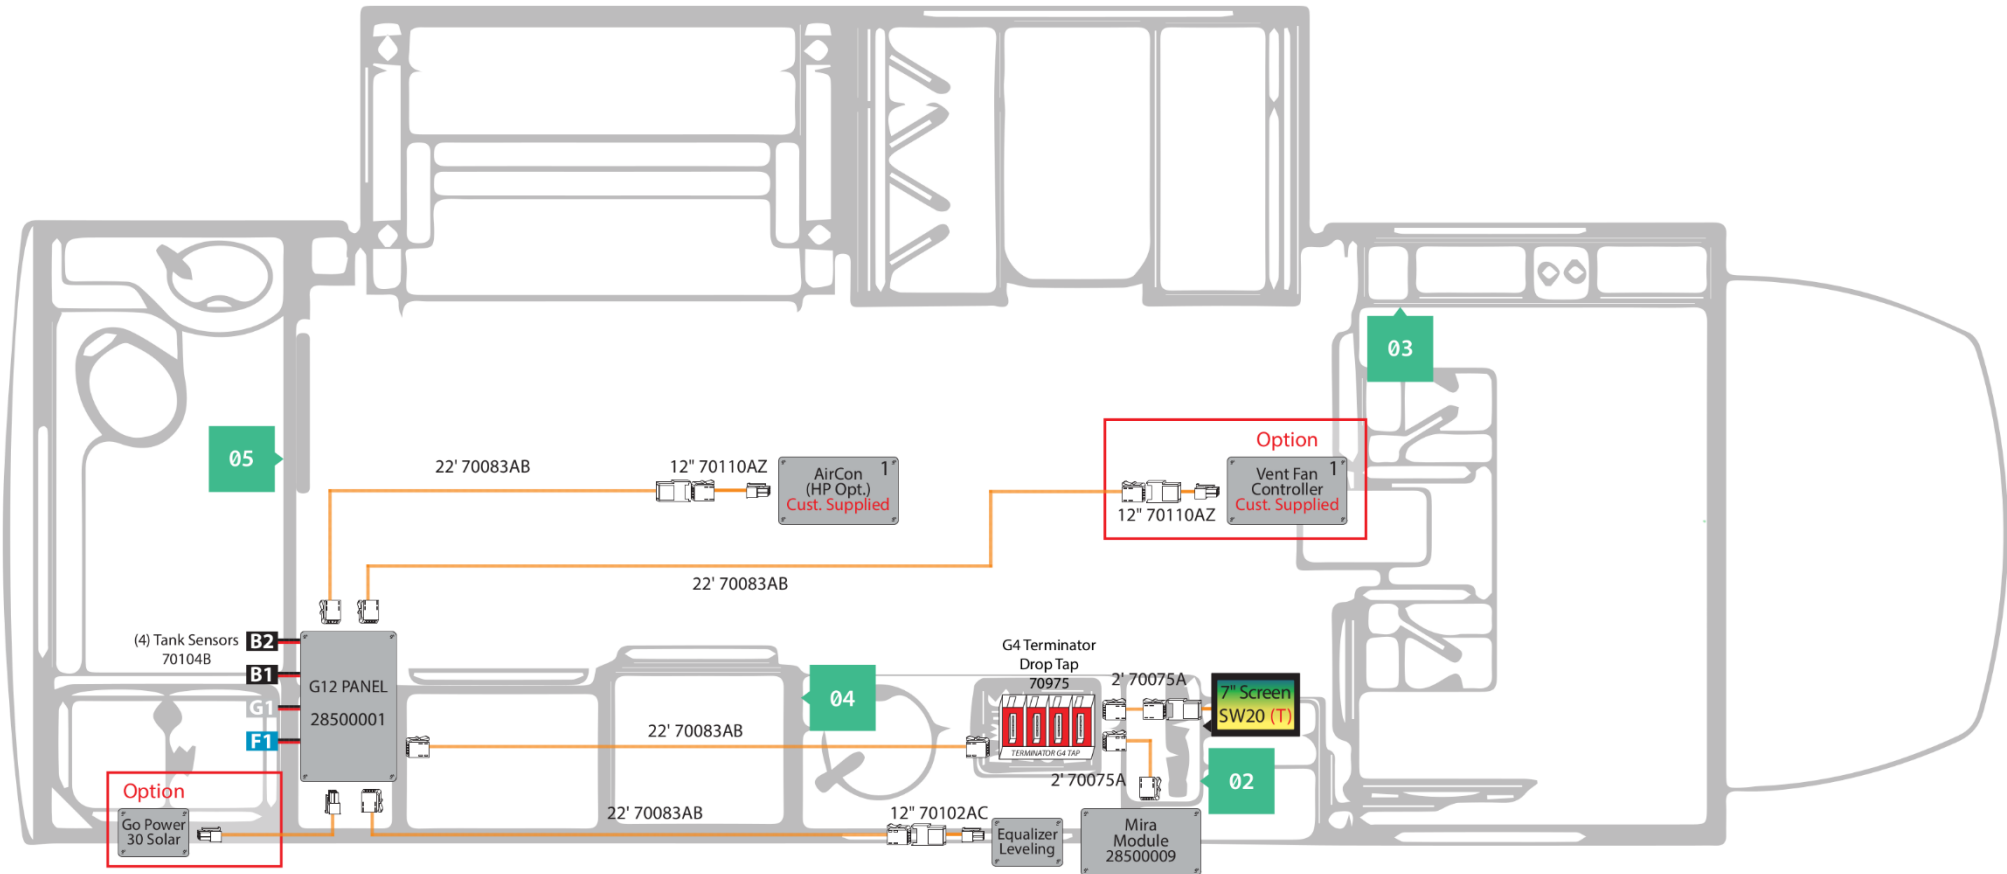 03
05
Option
22' 70083AB
12" 70110AZ
AirCon 1
(HP Opt.)
Cust. Supplied
Vent Fan 1
Controller
Cust. Supplied
12" 70110AZ
22' 70083AB
(4) Tank Sensors
70104B
B2
B1
G1
F1
G12 PANEL
28500001
G4 Terminator
Drop Tap
70975
TERMINATOR G4 TAP
2' 70075A
7" Screen
SW20 (T)
04
22' 70083AB
2' 70075A
02
Option
Go Power
30 Solar
22' 70083AB
12" 70102AC
Equalizer
Leveling
Mira
Module
28500009